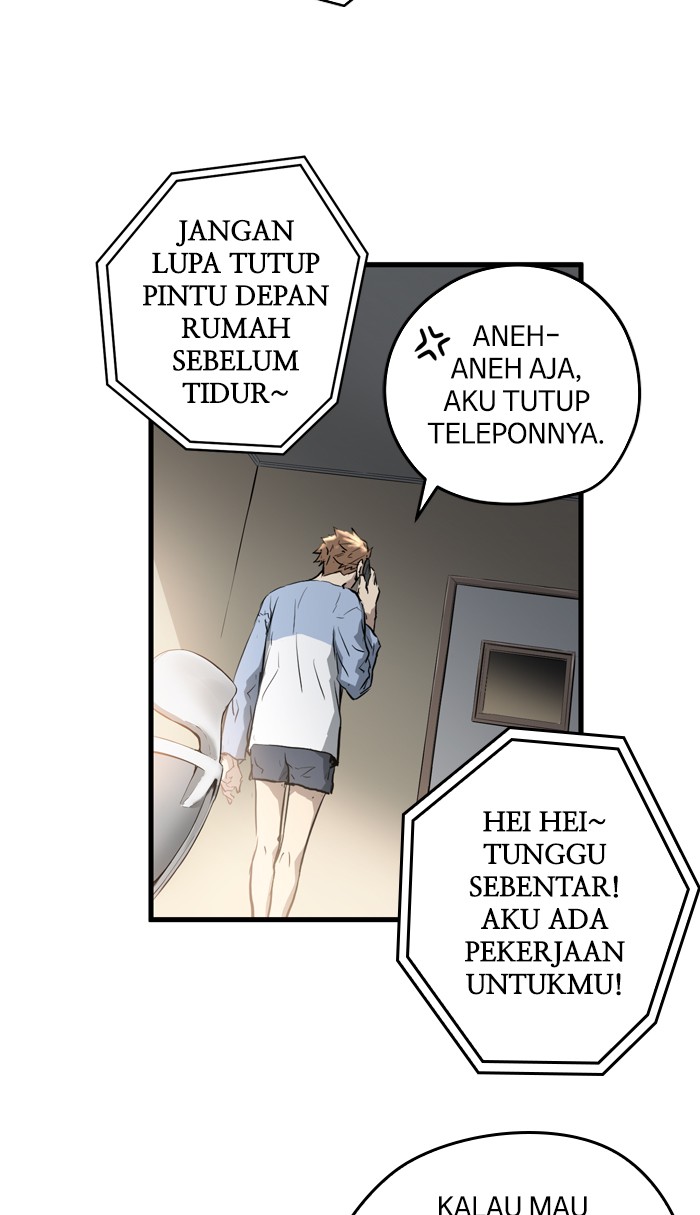 JANGAN
LUPA TUTUP
PINTU DEPAN
RUMAH
SEBELUM
TIDUR~
ANEH-
ANEH AJA,
AKU TUTUP
TELEPONNYA.
HEI HEI~
TUNGGU
SEBENTAR!
AKU ADA
PEKERJAAN
UNTUKMU!
KALAU MAU